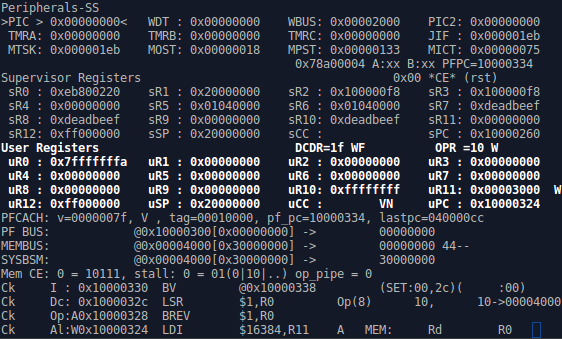 Peripherals-SS
>PIC > 0x00000000< WDT : 0x00000000 WBUS: 0x00002000 PIC2: 0x00000000
TMRA: 0x00000000 TMRB: 0x00000000 TMRC: 0x00000000 JIF : 0x000001eb
MTSK: 0x000001eb MOST: 0x00000018 MPST: 0x00000133 MICT: 0x00000075
0x78a00004 A:xx B:xx PFPC=10000334
Supervisor Registers 0x00 *CE* (rst)
sR0 : 0xeb800220 sR1 : 0x20000000 sR2 : 0x100000f8 sR3 : 0x100000f8
sR4 : 0x00000000 sR5 : 0x01040000 sR6 : 0x01040000 sR7 : 0xdeadbeef
sR8 : 0xdeadbeef sR9 : 0x00000000 sR10: 0xdeadbeef sR11: 0x00000000
sR12: 0xff000000 sSP : 0x20000000 sCC : sPC : 0x10000260
User Registers DCDR=1f WF OPR =10 W
uR0 : 0x7ffffffa uR1 : 0x00000000 uR2 : 0x00000000 uR3 : 0x00000000
uR4 : 0x00000000 uR5 : 0x00000000 uR6 : 0x00000000 uR7 : 0x00000000
uR8 : 0x00000000 uR9 : 0x00000000 uR10: 0xffffffff uR11: 0x00003000 W
uR12: 0xff000000 uSP : 0x20000000 uCC : VN uPC : 0x10000324
PFCACH: v=0000007f, V , tag=00010000, pf_pc=10000334, lastpc=040000cc
PF BUS: @0x10000300[0x00000000] -> 00000000
MEMBUS: @0x00004000[0x30000000] -> 00000000 44--
SYSBSM: @0x00004000[0x30000000] -> 30000000
Mem CE: 0 = 10111, stall: 0 = 01(0|10|..) op_pipe = 0
Ck I : 0x10000330 BV @0x10000338 (SET:00,2c)( :00)
Ck Dc: 0x1000032c LSR $1,R0 Op(8) 10, 10->00004000
Ck Op:A0x10000328 BREV $1,R0
Ck Al:W0x10000324 LDI $16384,R11 A MEM: Rd R0